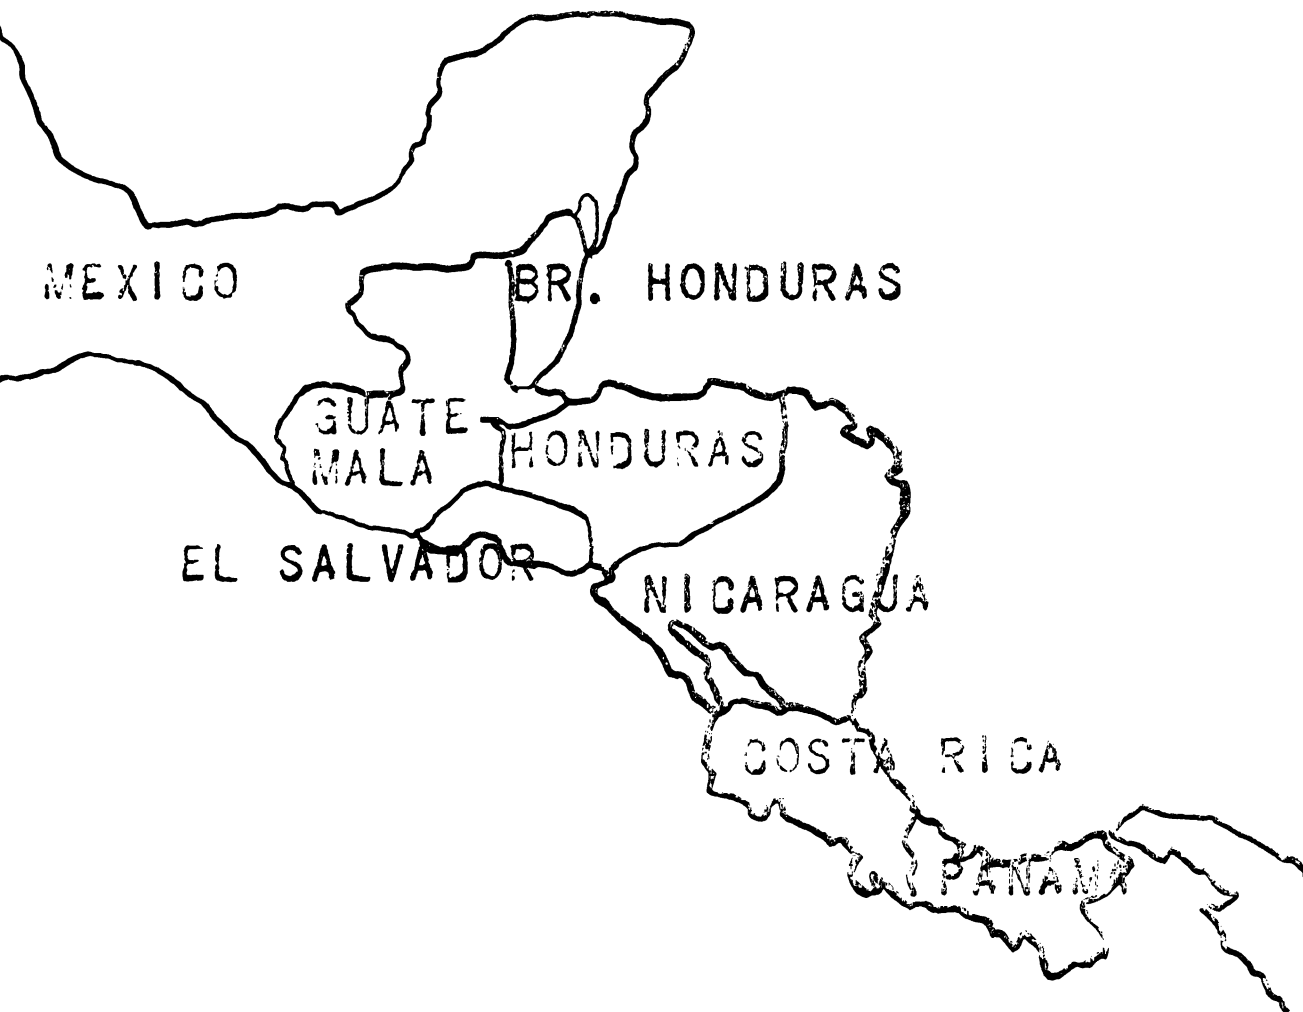 MEXICO
BR. HONDURAS
GUATE
MALA
HONDURAS
EL SALVADOR
NICARAGUA
COSTA RICA
PANAMA